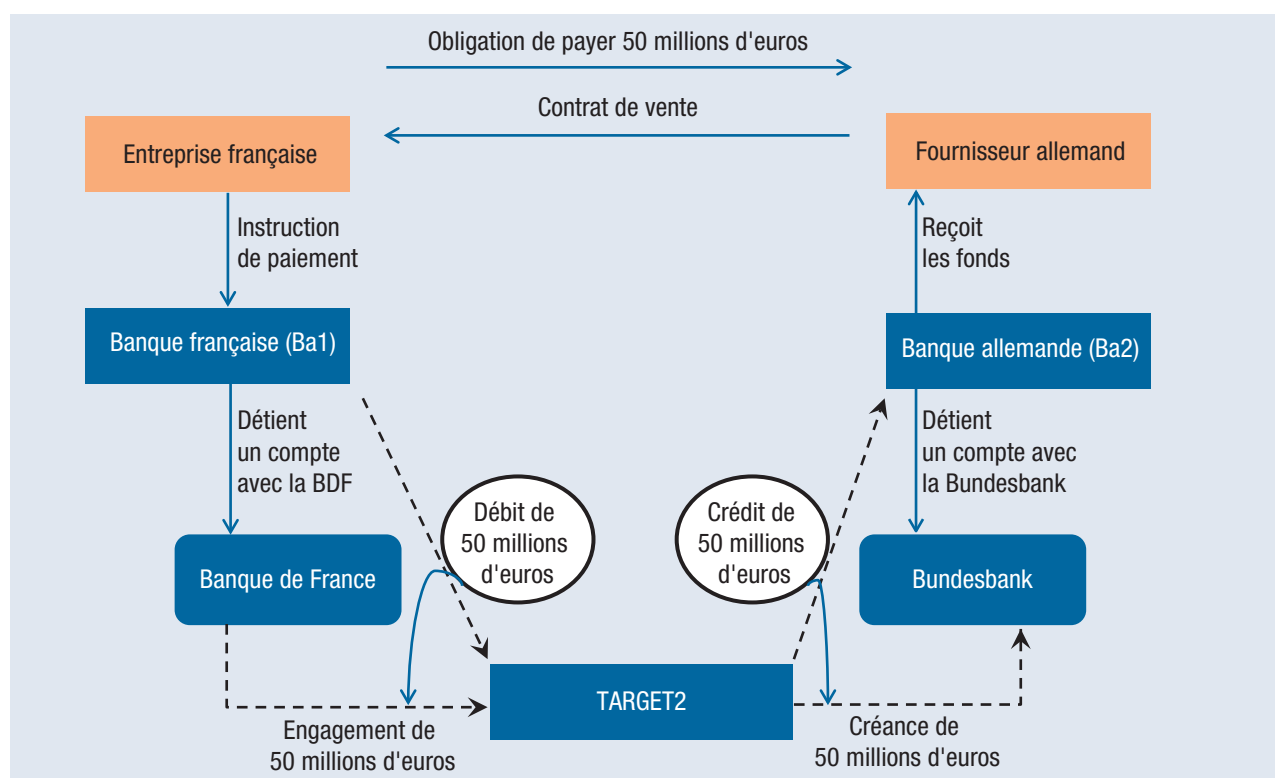 Obligation de payer 50 millions d'euros
Contrat de vente
Entreprise française
Fournisseur allemand
Instruction
de paiement
Reçoit
les fonds
Banque française (Ba1)
Banque allemande (Ba2)
Détient
un compte
avec la BDF
Détient
un compte avec
la Bundesbank
Débit de
50 millions
d'euros
Crédit de
50 millions
d'euros
Banque de France
Bundesbank
TARGET2
Engagement de
50 millions d'euros
Créance de
50 millions d'euros